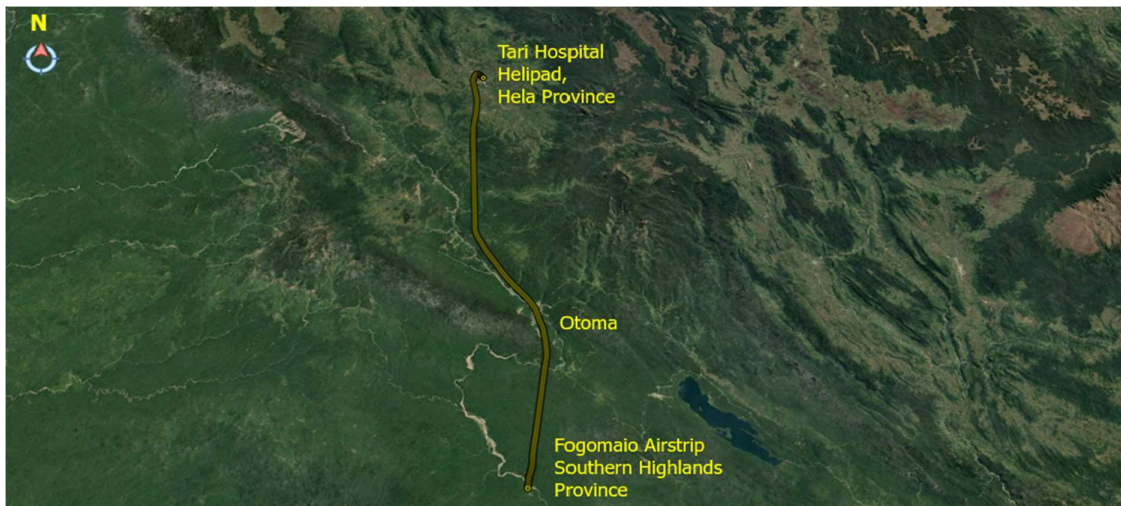 N
Tari Hospital
Helipad,
Hela Province
Otoma
Fogomaio Airstrip
Southern Highlands
Province